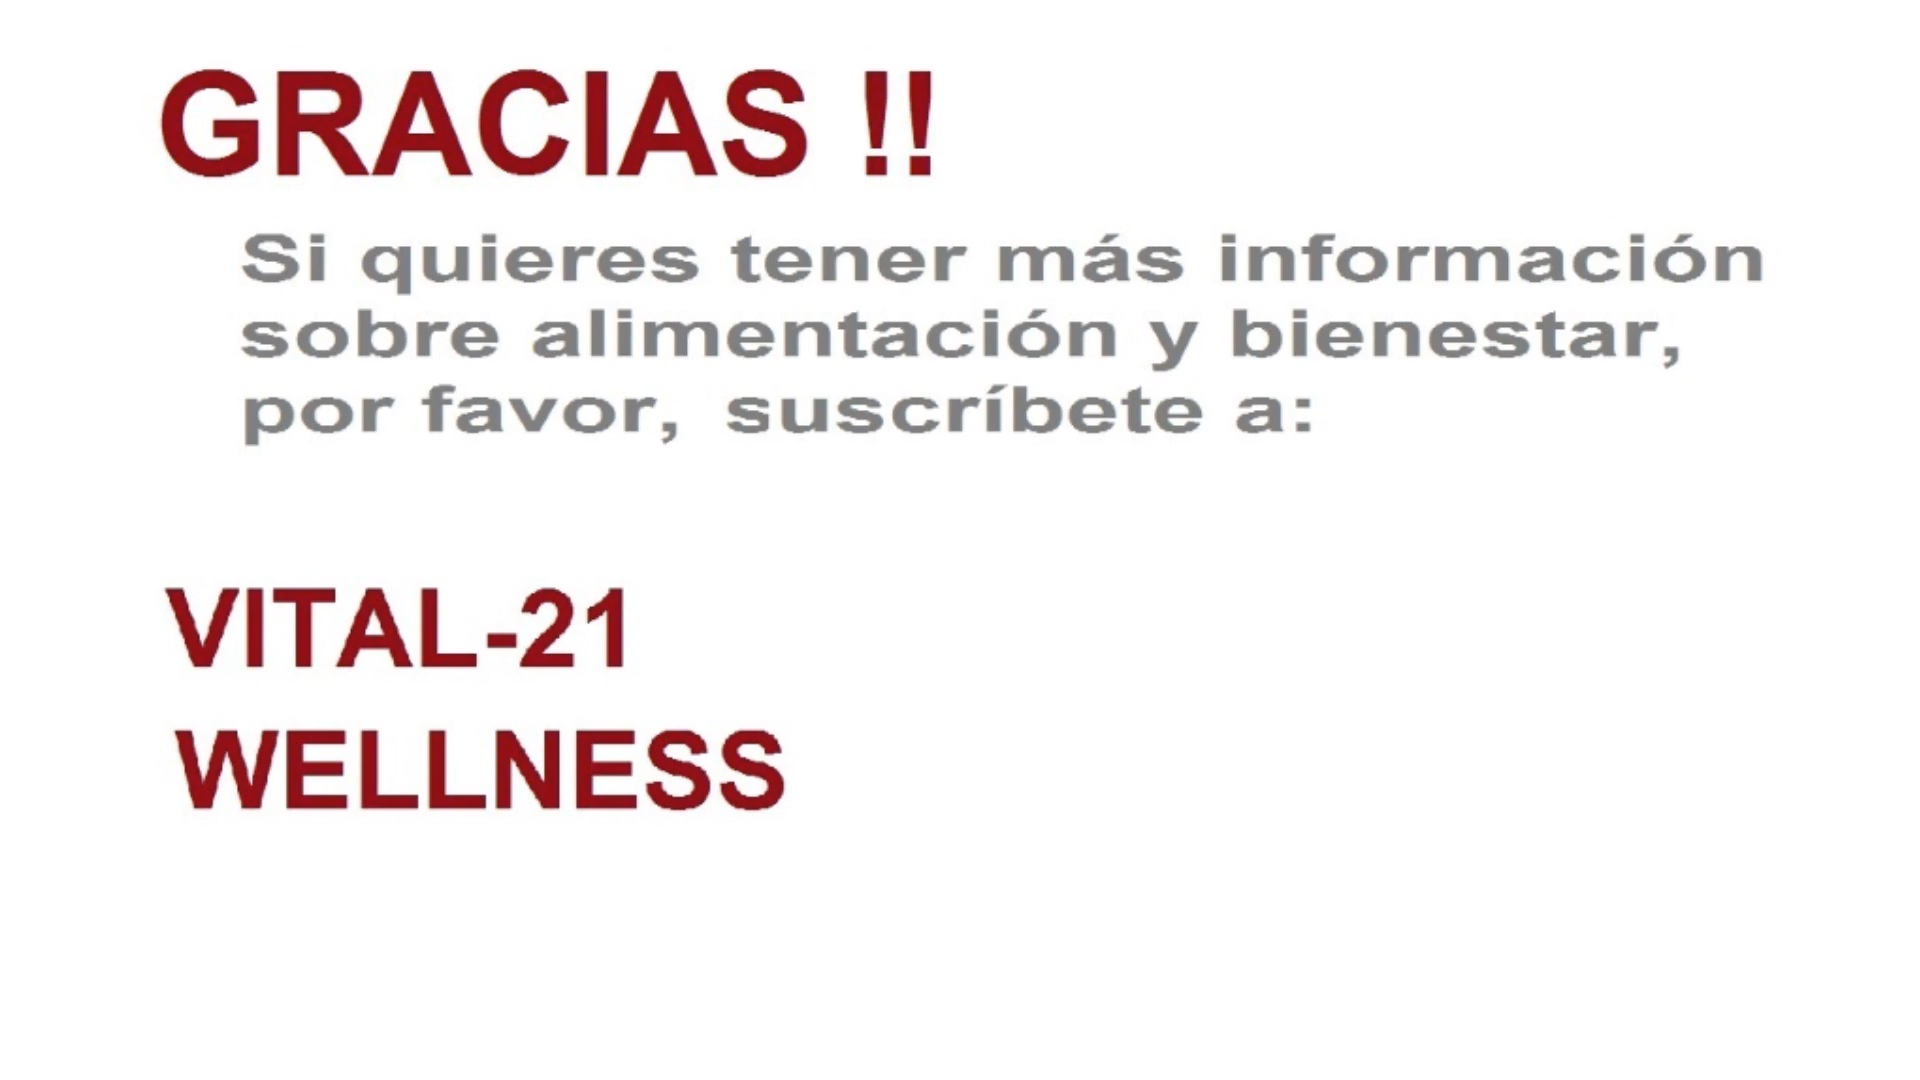 GRACIAS !!
Si quieres tener más información
sobre alimentación y bienestar,
por favor, suscríbete a:
VITAL-21
WELLNESS